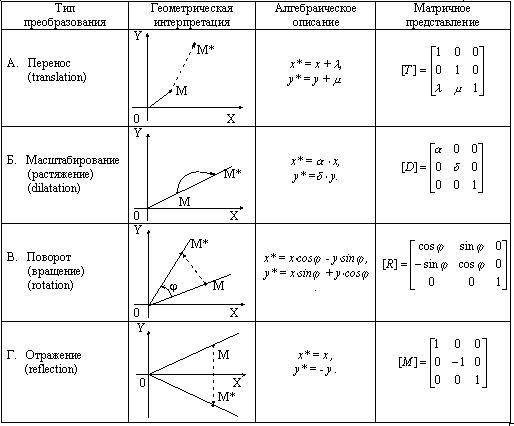 Тип преобразования
Геометрическая интерпретация
Алгебраическое описание
Матричное представление
А. Перенос
(translation)
Y
M*
M
0
X
x* = x + λ,
y* = y + μ
[T] =
1 0 0
0 1 0
λ μ 1
Б. Масштабирование
(растяжение)
(dilatation)
Y
M*
M
0
X
x* = α · x,
y* = δ · y.
[D] =
α 0 0
0 δ 0
0 0 1
В. Поворот
(вращение)
(rotation)
Y
M*
φ
M
0
X
x* = x·cosφ - y·sinφ,
y* = x·sinφ + y·cosφ
.
[R] =
cosφ sinφ 0
−sinφ cosφ 0
0 0 1
Г. Отражение
(reflection)
Y
M
0
X
M*
x* = x ,
y* = - y .
[M] =
1 0 0
0 −1 0
0 0 1